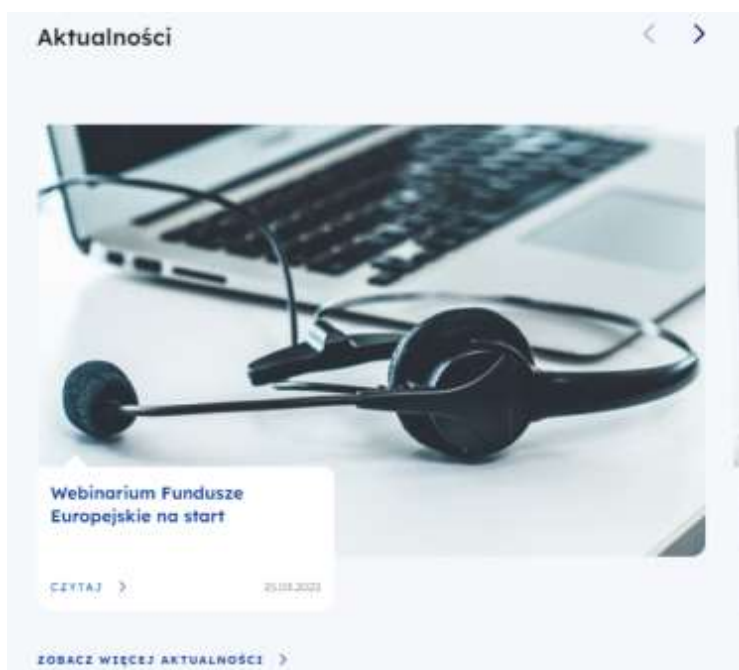 Aktualności
Webinarium Fundusze
Europejskie na start
CZYTAJ
ZOBACZ WIĘCEJ AKTUALNOŚCI